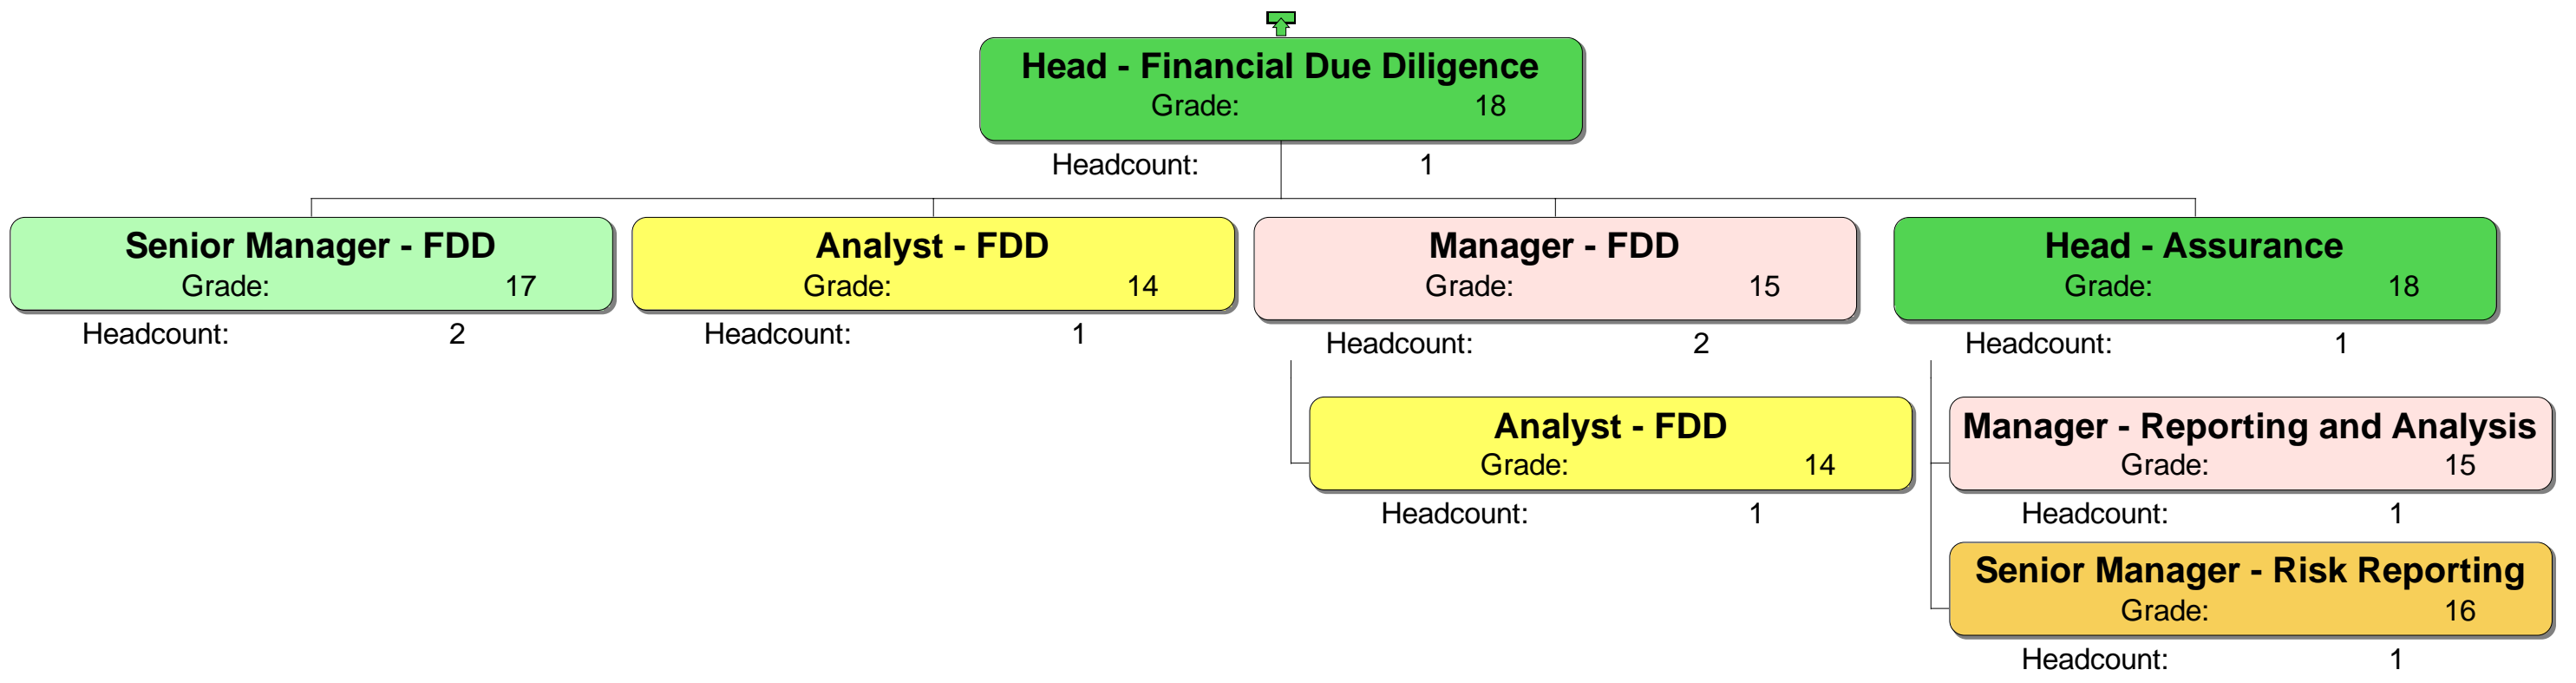 Head - Financial Due Diligence
Grade: 18
Headcount: 1
Senior Manager - FDD
Grade: 17
Headcount: 2
Analyst - FDD
Grade: 14
Headcount: 1
Manager - FDD
Grade: 15
Headcount: 2
Analyst - FDD
Grade: 14
Headcount: 1
Head - Assurance
Grade: 18
Headcount: 1
Manager - Reporting and Analysis
Grade: 15
Headcount: 1
Senior Manager - Risk Reporting
Grade: 16
Headcount: 1